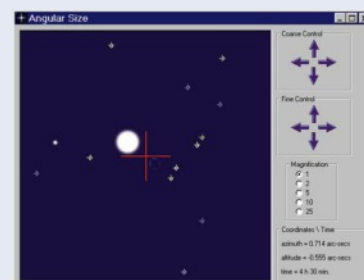 Angular Size
Coarse Control
Fine Control
Magnification
1
2
5
10
25
Coordinates \ Time
azimuth = 0.714 arc-secs
altitude = -0.555 arc-secs
time = 4 h 30 min.